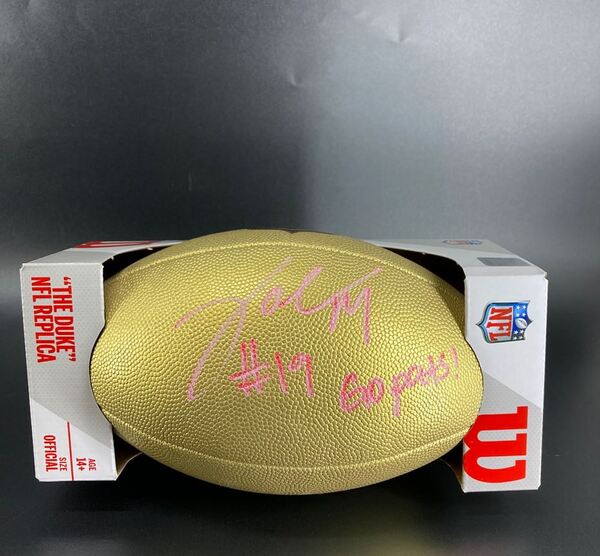 "THE DUKE"
NFL REPLICA
OFFICIAL
SIZE
AGE
14+
#19
Go pats!
NFL
W